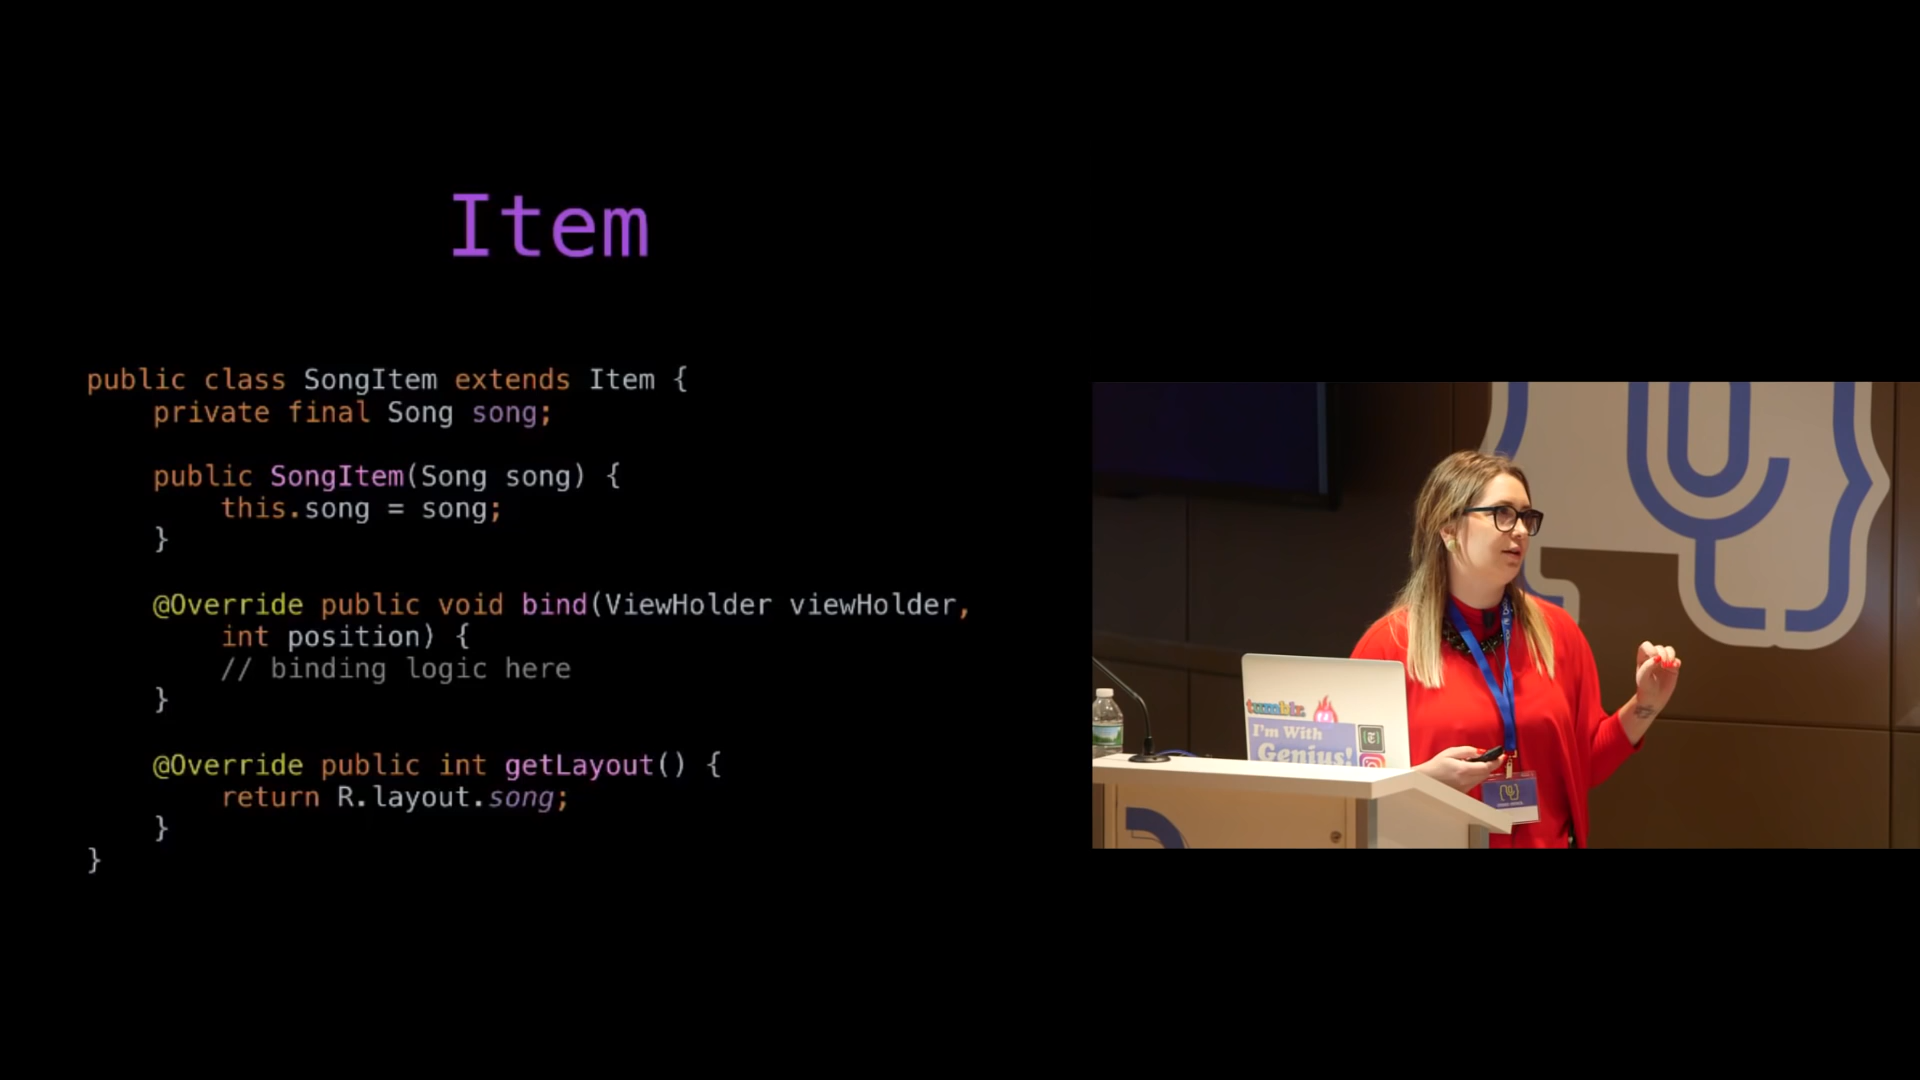 Item
public class SongItem extends Item {
private final Song song;
public SongItem(Song song) {
this.song = song;
}
@Override public void bind(ViewHolder viewHolder,
int position) {
// binding logic here
}
@Override public int getLayout() {
return R.layout.song;
}
}
tumblr.
I'm With
Genius!